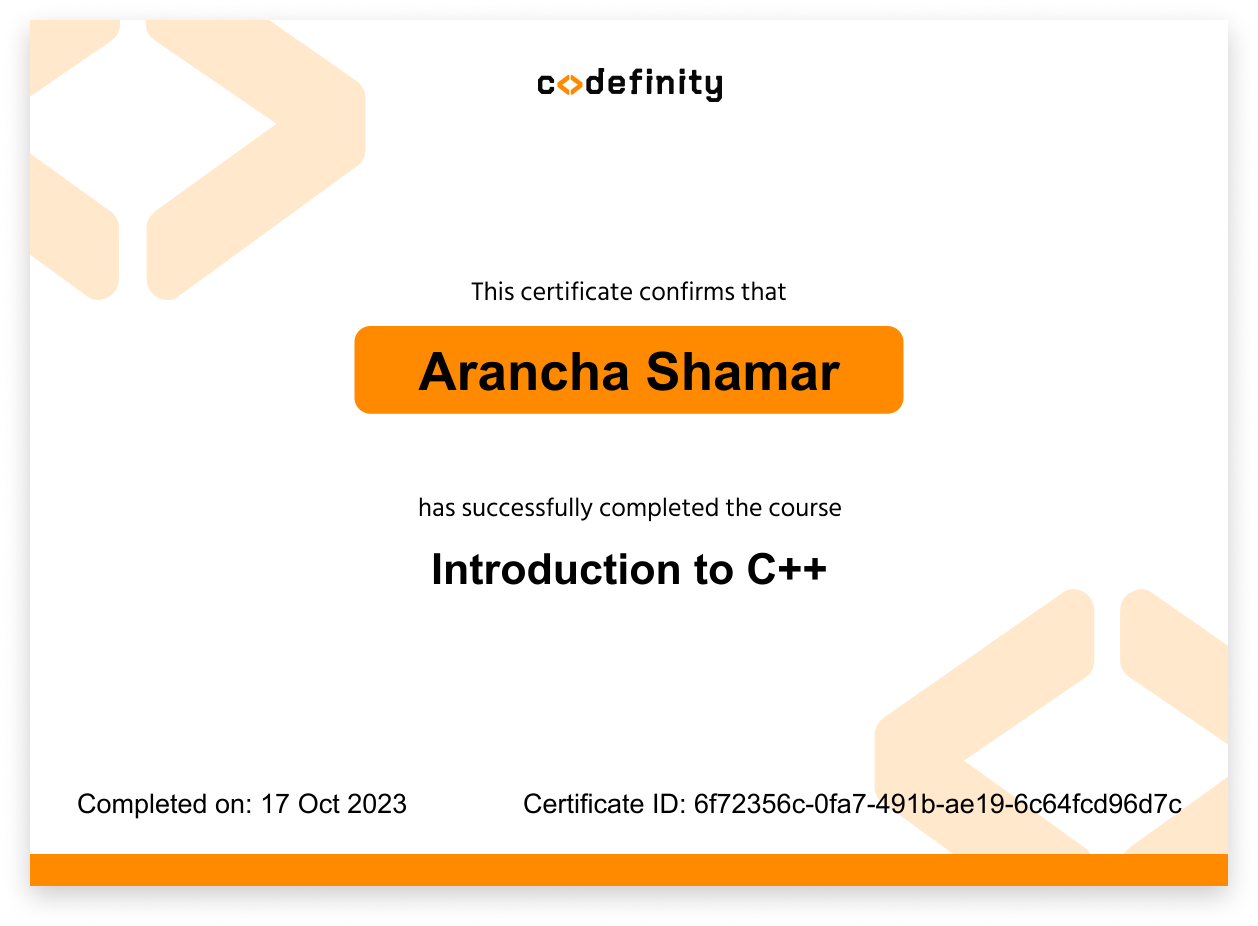 codefinity
This certificate confirms that
Arancha Shamar
has successfully completed the course
Introduction to C++
Completed on: 17 Oct 2023
Certificate ID: 6f72356c-0fa7-491b-ae19-6c64fcd96d7c